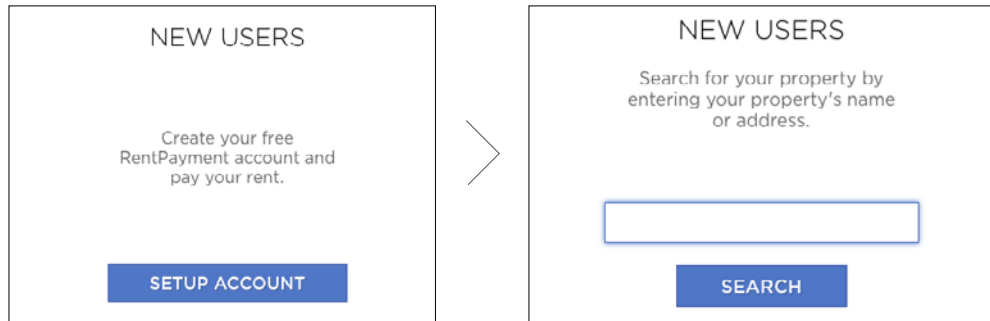 NEW USERS
Create your free
RentPayment account and
pay your rent.
SETUP ACCOUNT
NEW USERS
Search for your property by
entering your property's name
or address.
SEARCH